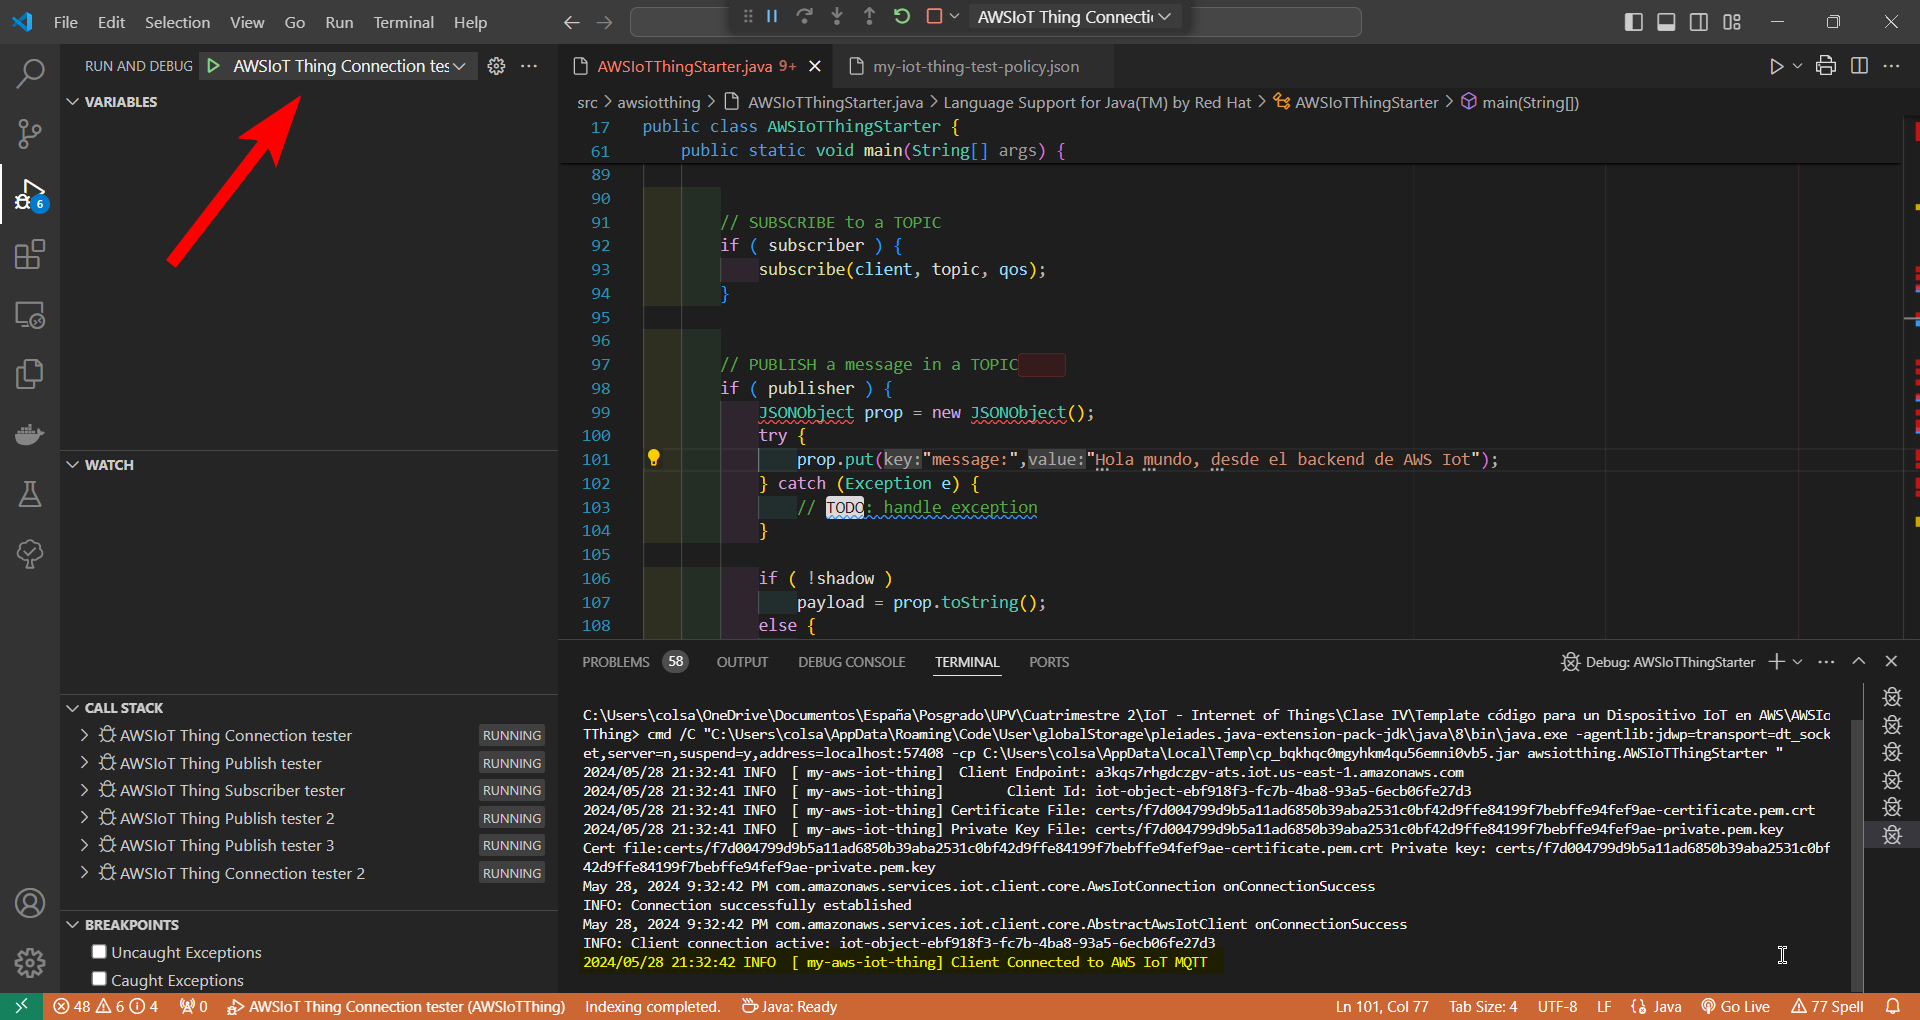 File Edit Selection View Go Run Terminal Help
AWSIoT Thing Connecti
RUN AND DEBUG AWSIoT Thing Connection tes
AWSIoTThingStarter.java 9+
my-iot-thing-test-policy.json
VARIABLES
src > awsiotthing > AWSIoTThingStarter.java > Language Support for Java(TM) by Red Hat > AWSIoTThingStarter > main(String[])
6
17 public class AWSIoTThingStarter {
61 public static void main(String[] args) {
89
90
91 // SUBSCRIBE to a TOPIC
92 if ( subscriber ) {
93 subscribe(client, topic, qos);
94 }
95
96
97 // PUBLISH a message in a TOPIC
98 if ( publisher ) {
99 JSONObject prop = new JSONObject();
100 try {
101 prop.put(key:"message:",value:"Hola mundo, desde el backend de AWS Iot");
102 } catch (Exception e) {
103 // TODO: handle exception
104 }
105
106 if ( !shadow )
107 payload = prop.toString();
108 else {
WATCH
CALL STACK
AWSIoT Thing Connection tester RUNNING
AWSIoT Thing Publish tester RUNNING
AWSIoT Thing Subscriber tester RUNNING
AWSIoT Thing Publish tester 2 RUNNING
AWSIoT Thing Publish tester 3 RUNNING
AWSIoT Thing Connection tester 2 RUNNING
BREAKPOINTS
Uncaught Exceptions
Caught Exceptions
PROBLEMS 58 OUTPUT DEBUG CONSOLE TERMINAL PORTS
Debug: AWSIoTThingStarter
C:\Users\colsa\OneDrive\Documentos\España\Posgrado\UPV\Cuatrimestre 2\IoT - Internet of Things\Clase IV\Template código para un Dispositivo IoT en AWS\AWSIo
TThing> cmd /C "C:\Users\colsa\AppData\Roaming\Code\User\globalStorage\pleiades.java-extension-pack-jdk\java\8\bin\java.exe -agentlib:jdwp=transport=dt_sock
et,server=n,suspend=y,address=localhost:57408 -cp C:\Users\colsa\AppData\Local\Temp\cp_bqkhqc0mgyhkm4qu56emni0vb5.jar awsiotthing.AWSIoTThingStarter "
2024/05/28 21:32:41 INFO [ my-aws-iot-thing] Client Endpoint: a3kqs7rhgdczgv-ats.iot.us-east-1.amazonaws.com
2024/05/28 21:32:41 INFO [ my-aws-iot-thing] Client Id: iot-object-ebf918f3-fc7b-4ba8-93a5-6ecb06fe27d3
2024/05/28 21:32:41 INFO [ my-aws-iot-thing] Certificate File: certs/f7d004799d9b5a11ad6850b39aba2531c0bf42d9ffe84199f7bebffe94fef9ae-certificate.pem.crt
2024/05/28 21:32:41 INFO [ my-aws-iot-thing] Private Key File: certs/f7d004799d9b5a11ad6850b39aba2531c0bf42d9ffe84199f7bebffe94fef9ae-private.pem.key
Cert file:certs/f7d004799d9b5a11ad6850b39aba2531c0bf42d9ffe84199f7bebffe94fef9ae-certificate.pem.crt Private key: certs/f7d004799d9b5a11ad6850b39aba2531c0bf
42d9ffe84199f7bebffe94fef9ae-private.pem.key
May 28, 2024 9:32:42 PM com.amazonaws.services.iot.client.core.AwsIotConnection onConnectionSuccess
INFO: Connection successfully established
May 28, 2024 9:32:42 PM com.amazonaws.services.iot.client.core.AbstractAwsIotClient onConnectionSuccess
INFO: Client connection active: iot-object-ebf918f3-fc7b-4ba8-93a5-6ecb06fe27d3
2024/05/28 21:32:42 INFO [ my-aws-iot-thing] Client Connected to AWS IoT MQTT
48 6 4 0 AWSIoT Thing Connection tester (AWSIoTThing) Indexing completed. Java: Ready
Ln 101, Col 77 Tab Size: 4 UTF-8 LF {} Java Go Live 77 Spell